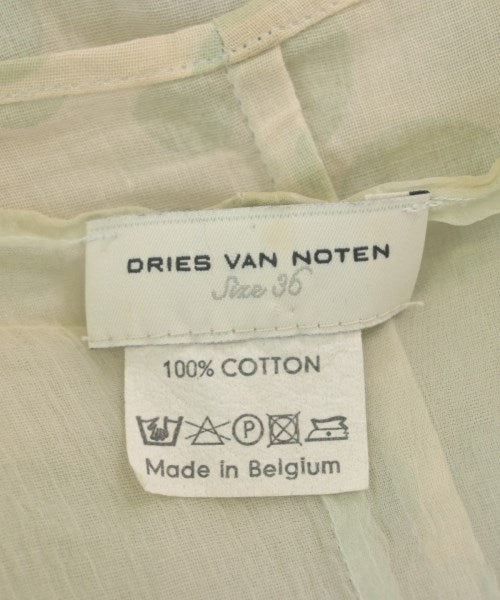 DRIES VAN NOTEN
Size 36
100% COTTON
P
Made in Belgium